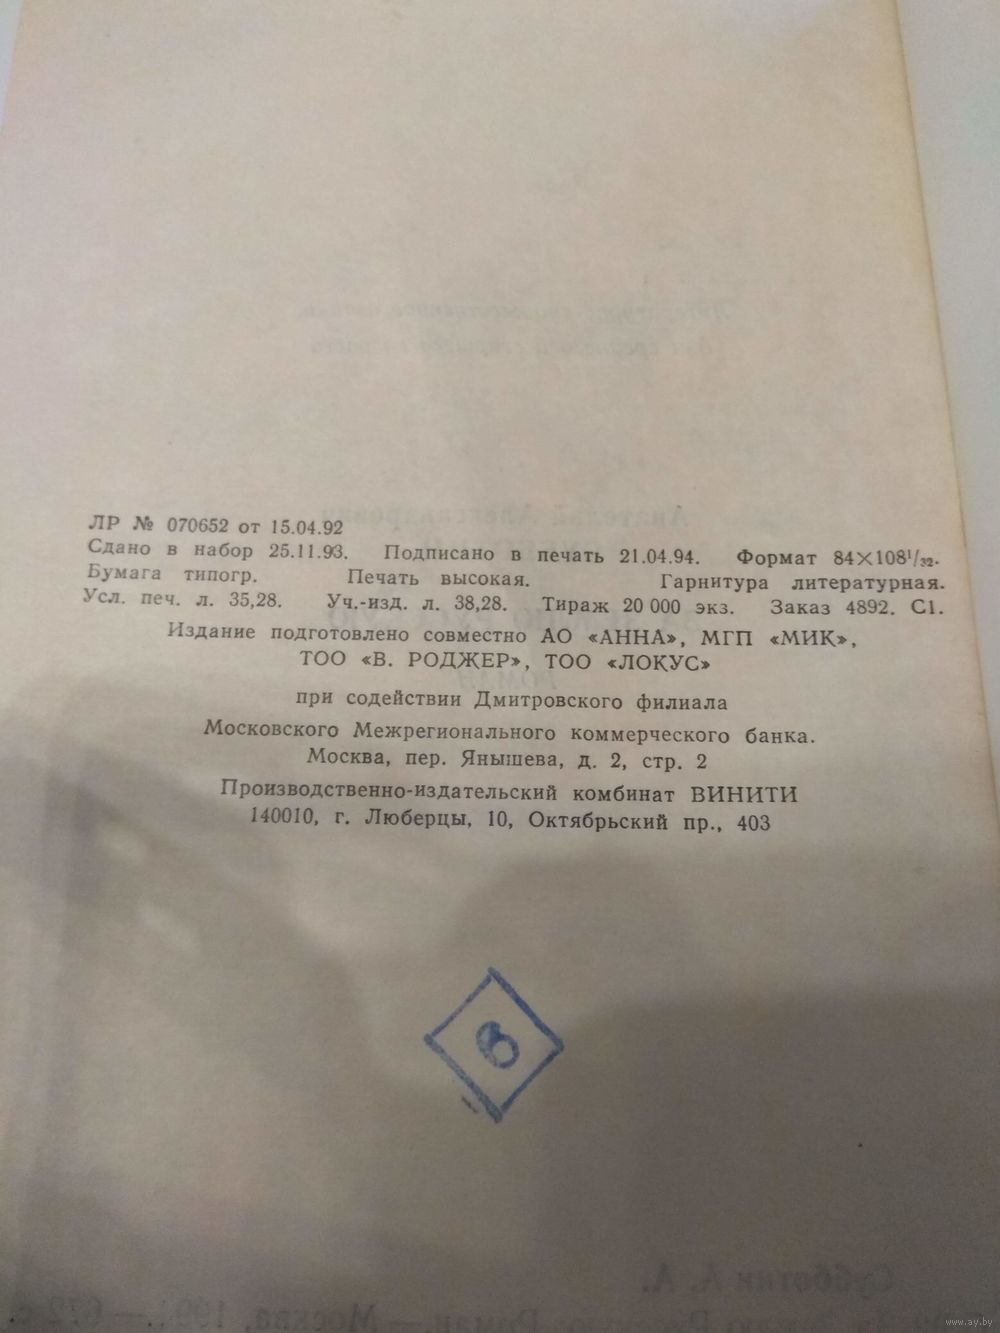 ЛР № 070652 от 15.04.92
Сдано в набор 25.11.93. Подписано в печать 21.04.94. Формат 84×108¹/₃₂.
Бумага типогр. Печать высокая. Гарнитура литературная.
Усл. печ. л. 35,28. Уч.-изд. л. 38,28. Тираж 20 000 экз. Заказ 4892. С1.
Издание подготовлено совместно АО «АННА», МГП «МИК»,
ТОО «В. РОДЖЕР», ТОО «ЛОКУС»
при содействии Дмитровского филиала
Московского Межрегионального коммерческого банка.
Москва, пер. Янышева, д. 2, стр. 2
Производственно-издательский комбинат ВИНИТИ
140010, г. Люберцы, 10, Октябрьский пр., 403
6
Субботин А. А.
www.ay.by